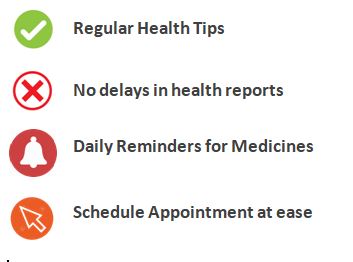 Regular Health Tips
No delays in health reports
Daily Reminders for Medicines
Schedule Appointment at ease